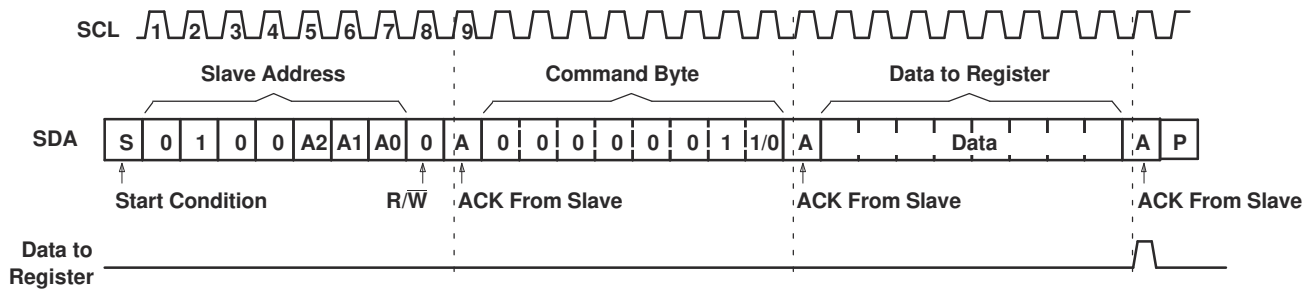 SCL 1 2 3 4 5 6 7 8 9
Slave Address Command Byte Data to Register
SDA S 0 1 0 0 A2 A1 A0 0 A 0 0 0 0 0 0 1 1/0 A Data A P
Start Condition R/W̅ ACK From Slave ACK From Slave ACK From Slave
Data to
Register